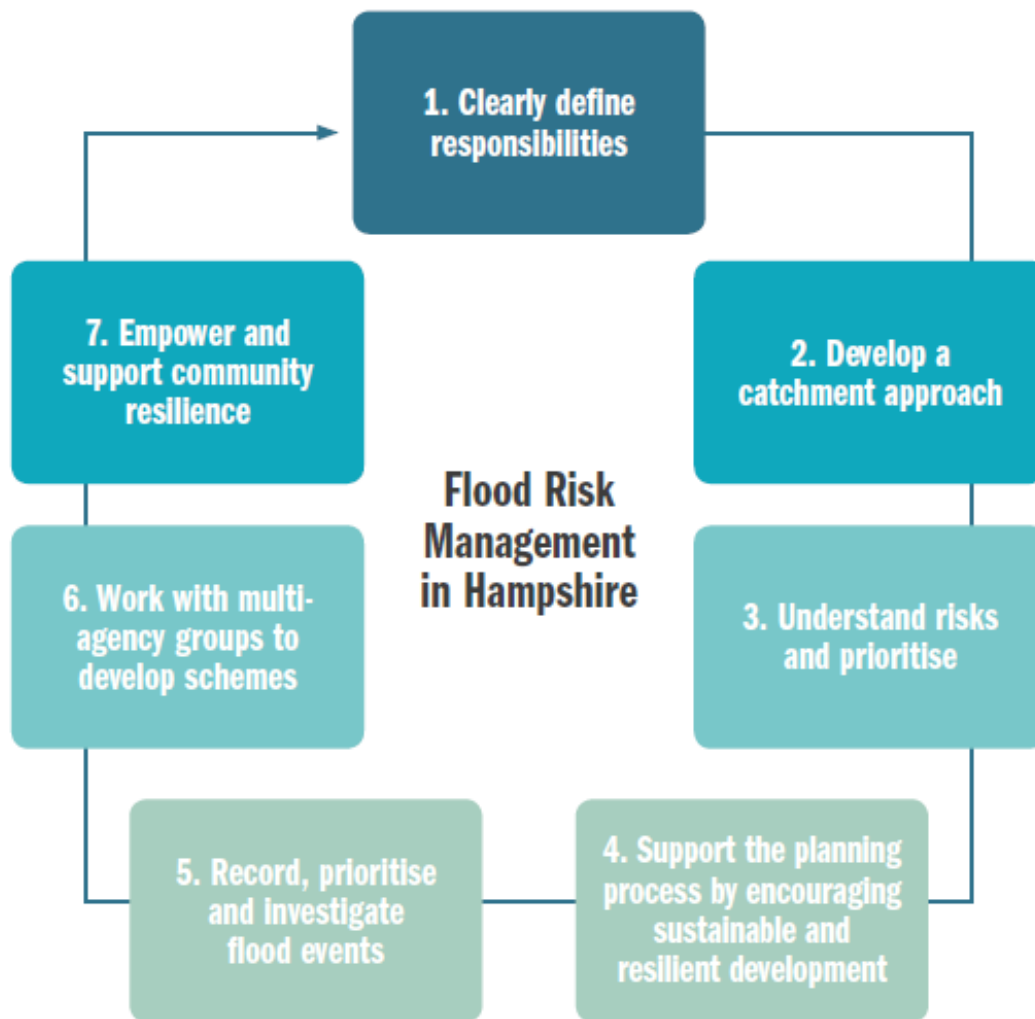 1. Clearly define
responsibilities
2. Develop a
catchment approach
3. Understand risks
and prioritise
4. Support the planning
process by encouraging
sustainable and
resilient development
5. Record, prioritise
and investigate
flood events
6. Work with multi-
agency groups to
develop schemes
7. Empower and
support community
resilience
Flood Risk
Management
in Hampshire